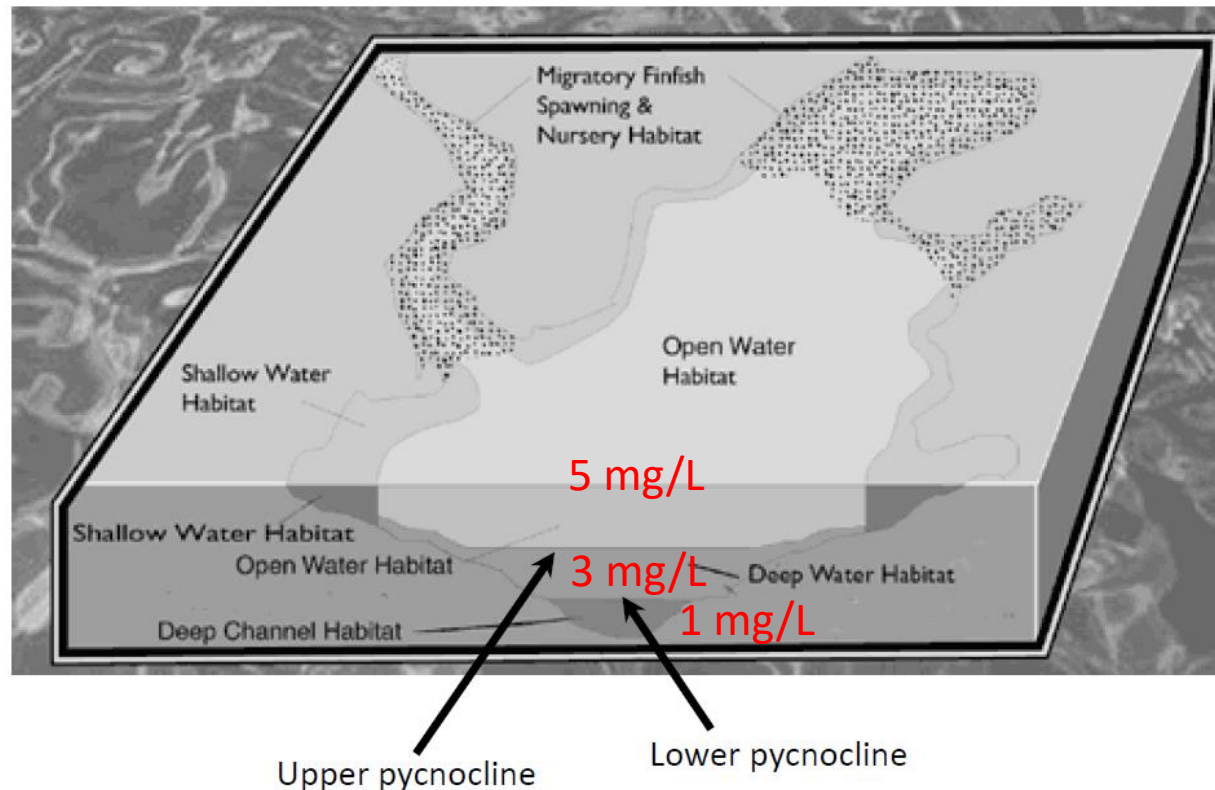 Migratory Finfish
Spawning &
Nursery Habitat
Open Water
Habitat
Shallow Water
Habitat
5 mg/L
Shallow Water Habitat
Open Water Habitat
3 mg/L
Deep Water Habitat
Deep Channel Habitat
1 mg/L
Upper pycnocline
Lower pycnocline